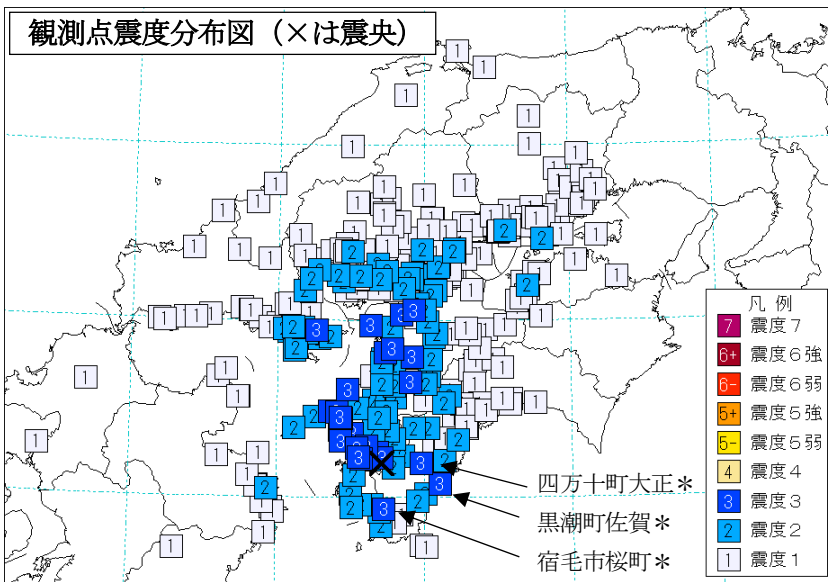 観測点震度分布図（×は震央）
四万十町大正＊
黒潮町佐賀＊
宿毛市桜町＊
凡 例
7 震度７
6+ 震度６強
6- 震度６弱
5+ 震度５強
5- 震度５弱
4 震度４
3 震度３
2 震度２
1 震度１